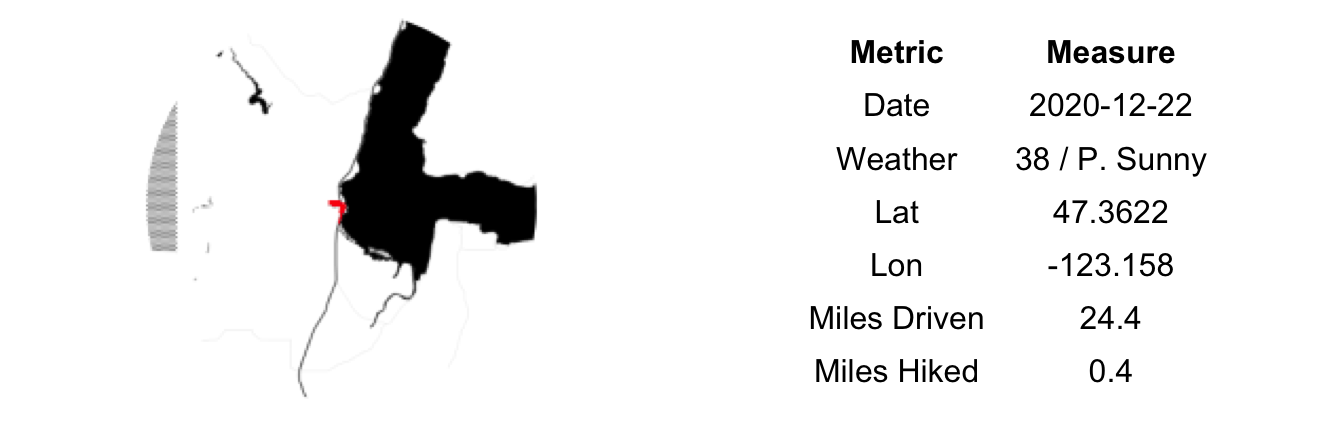 Metric Measure
Date 2020-12-22
Weather 38 / P. Sunny
Lat 47.3622
Lon -123.158
Miles Driven 24.4
Miles Hiked 0.4